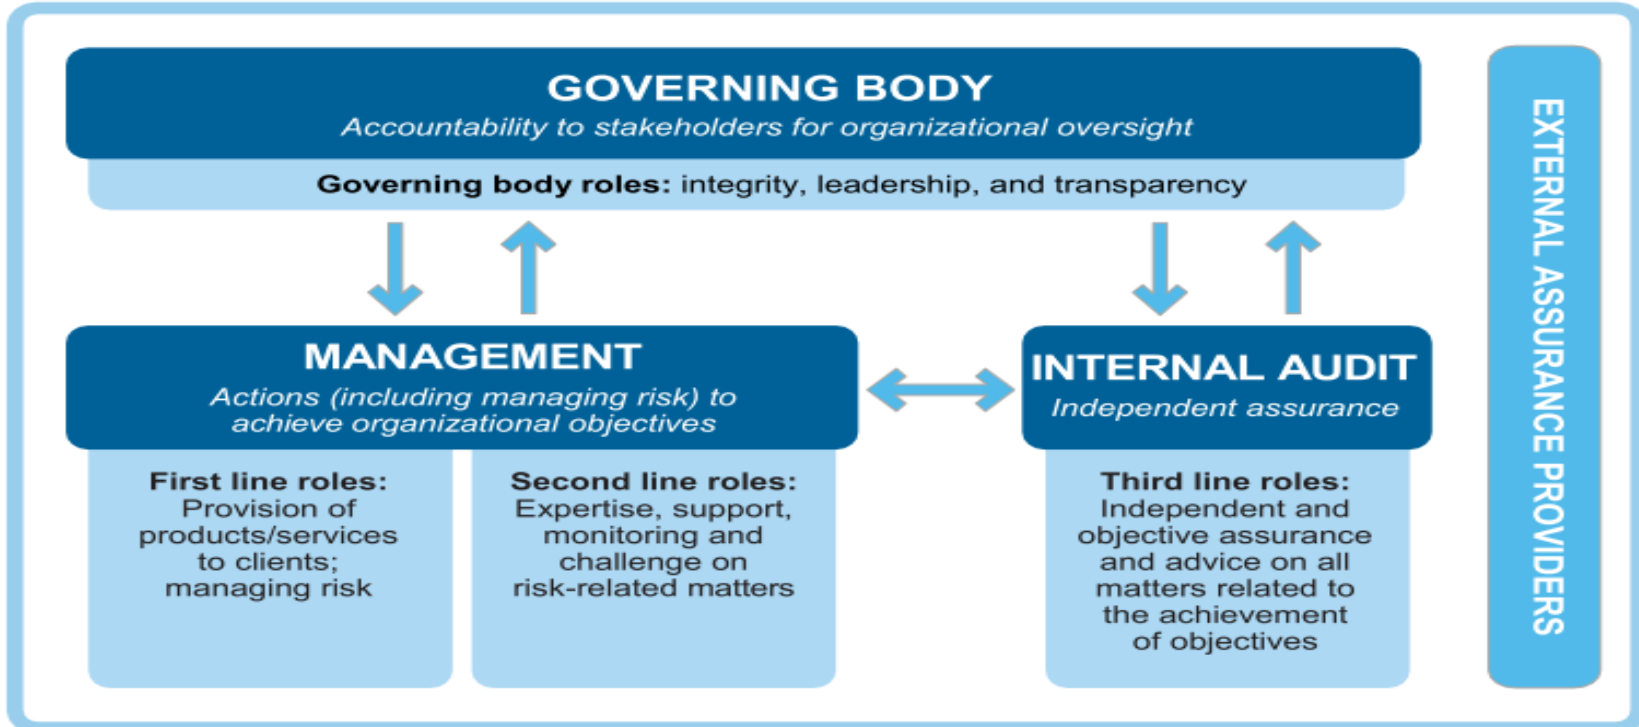 GOVERNING BODY
Accountability to stakeholders for organizational oversight
Governing body roles: integrity, leadership, and transparency
MANAGEMENT
Actions (including managing risk) to
achieve organizational objectives
First line roles:
Provision of
products/services
to clients;
managing risk
Second line roles:
Expertise, support,
monitoring and
challenge on
risk-related matters
INTERNAL AUDIT
Independent assurance
Third line roles:
Independent and
objective assurance
and advice on all
matters related to
the achievement
of objectives
EXTERNAL ASSURANCE PROVIDERS